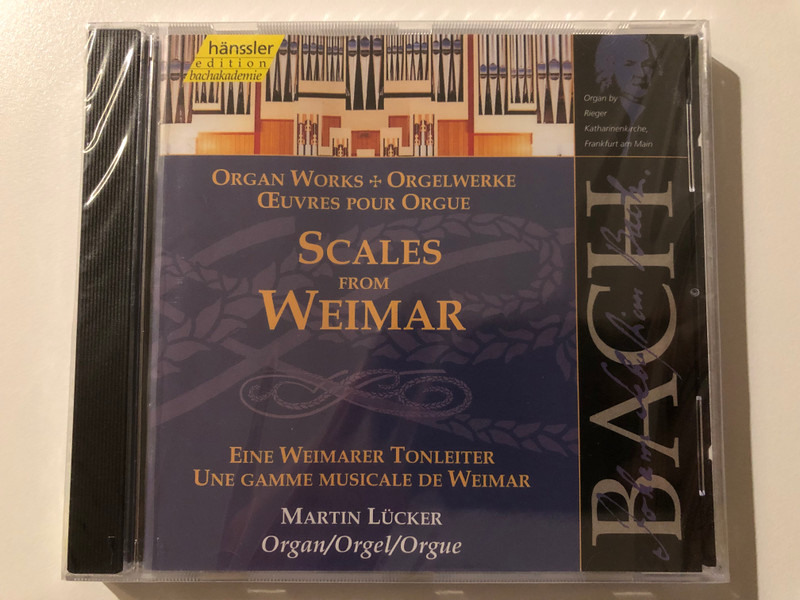 hänssler
edition
bachakademie
Organ by
Rieger
Katharinenkirche,
Frankfurt am Main
ORGAN WORKS ✢ ORGELWERKE
ŒUVRES POUR ORGUE
SCALES
FROM
WEIMAR
EINE WEIMARER TONLEITER
UNE GAMME MUSICALE DE WEIMAR
MARTIN LÜCKER
Organ/Orgel/Orgue
BACH